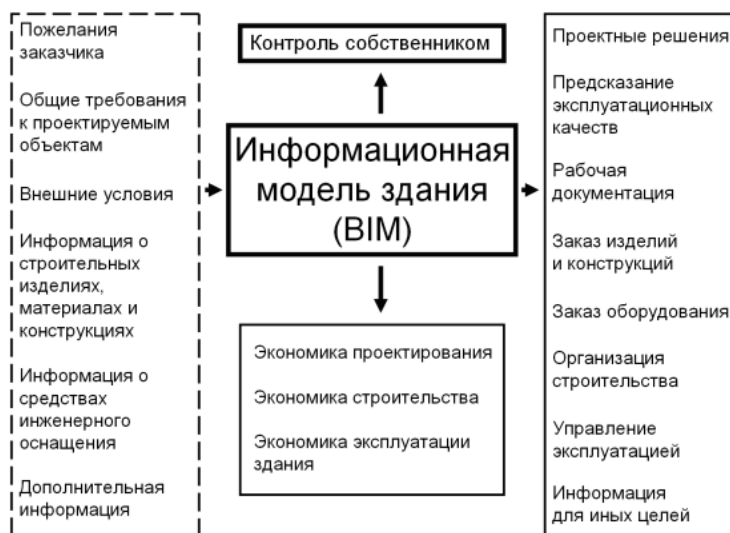 Пожелания
заказчика
Общие требования
к проектируемым
объектам
Внешние условия
Информация о
строительных
изделиях,
материалах и
конструкциях
Информация о
средствах
инженерного
оснащения
Дополнительная
информация
Контроль собственником
Информационная
модель здания
(BIM)
Экономика проектирования
Экономика строительства
Экономика эксплуатации
здания
Проектные решения
Предсказание
эксплуатационных
качеств
Рабочая
документация
Заказ изделий
и конструкций
Заказ оборудования
Организация
строительства
Управление
эксплуатацией
Информация
для иных целей